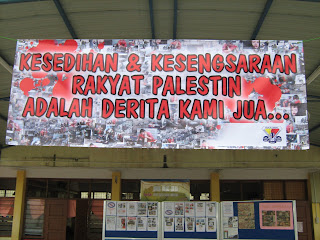 KESEDIHAN & KESENGSARAAN
RAKYAT PALESTIN
ADALAH DERITA KAMI JUA...